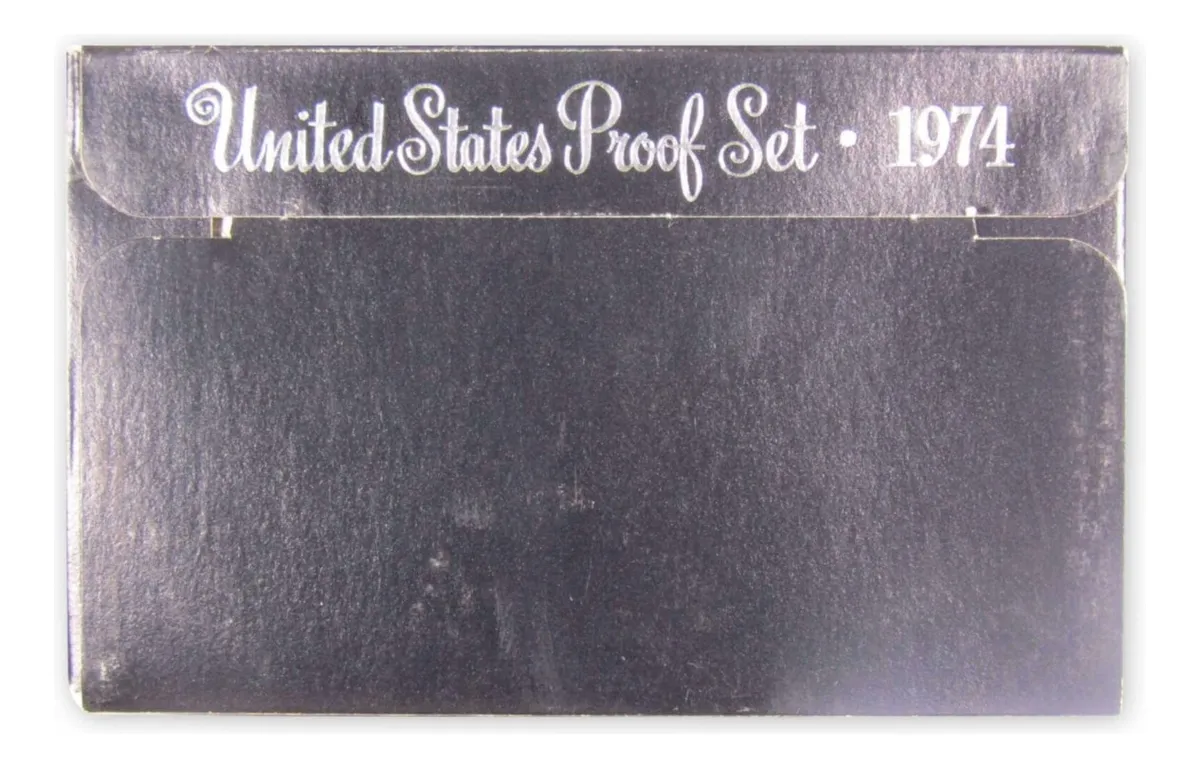 United States Proof Set • 1974